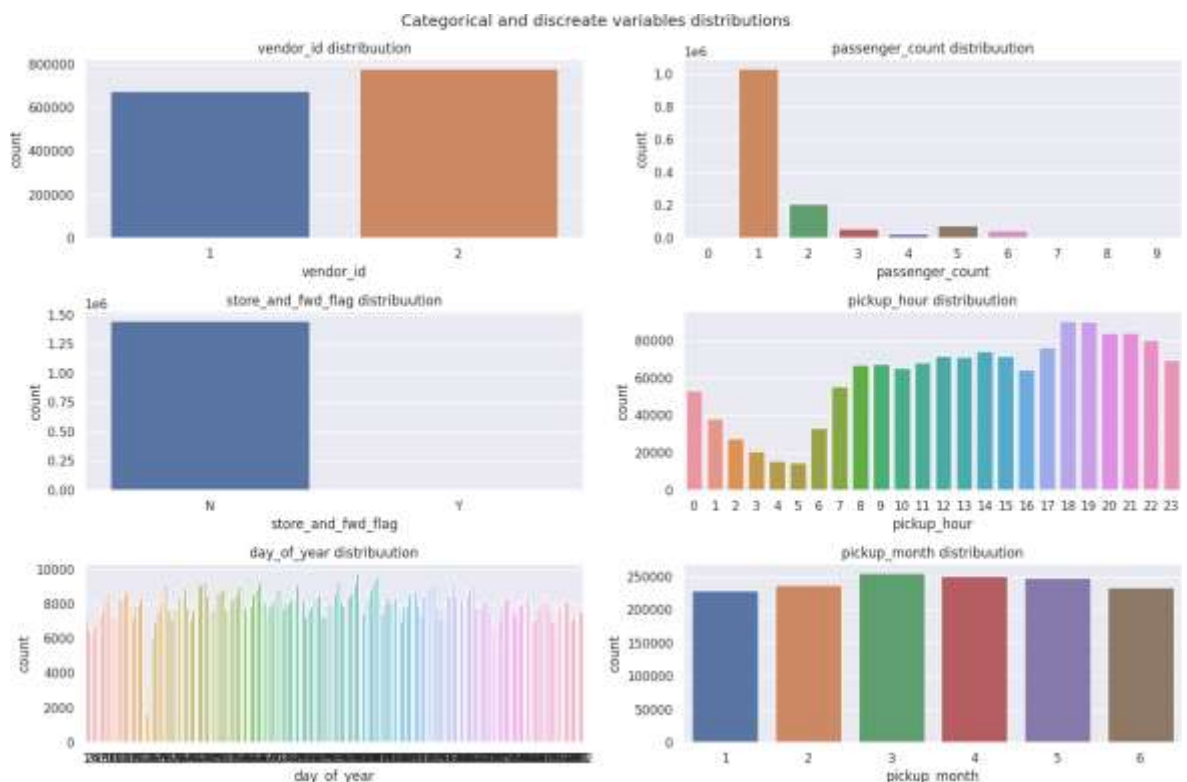 Categorical and discreate variables distributions
vendor_id distribuution
800000
600000
400000
200000
0
count
1 2
vendor_id
passenger_count distribuution
1e6
1.0
0.8
0.6
0.4
0.2
0.0
count
0 1 2 3 4 5 6 7 8 9
passenger_count
store_and_fwd_flag distribuution
1e6
1.50
1.25
1.00
0.75
0.50
0.25
0.00
count
N Y
store_and_fwd_flag
pickup_hour distribuution
80000
60000
40000
20000
0
count
0 1 2 3 4 5 6 7 8 9 10 11 12 13 14 15 16 17 18 19 20 21 22 23
pickup_hour
day_of_year distribuution
10000
8000
6000
4000
2000
0
count
day_of_year
pickup_month distribuution
250000
200000
150000
100000
50000
0
count
1 2 3 4 5 6
pickup_month